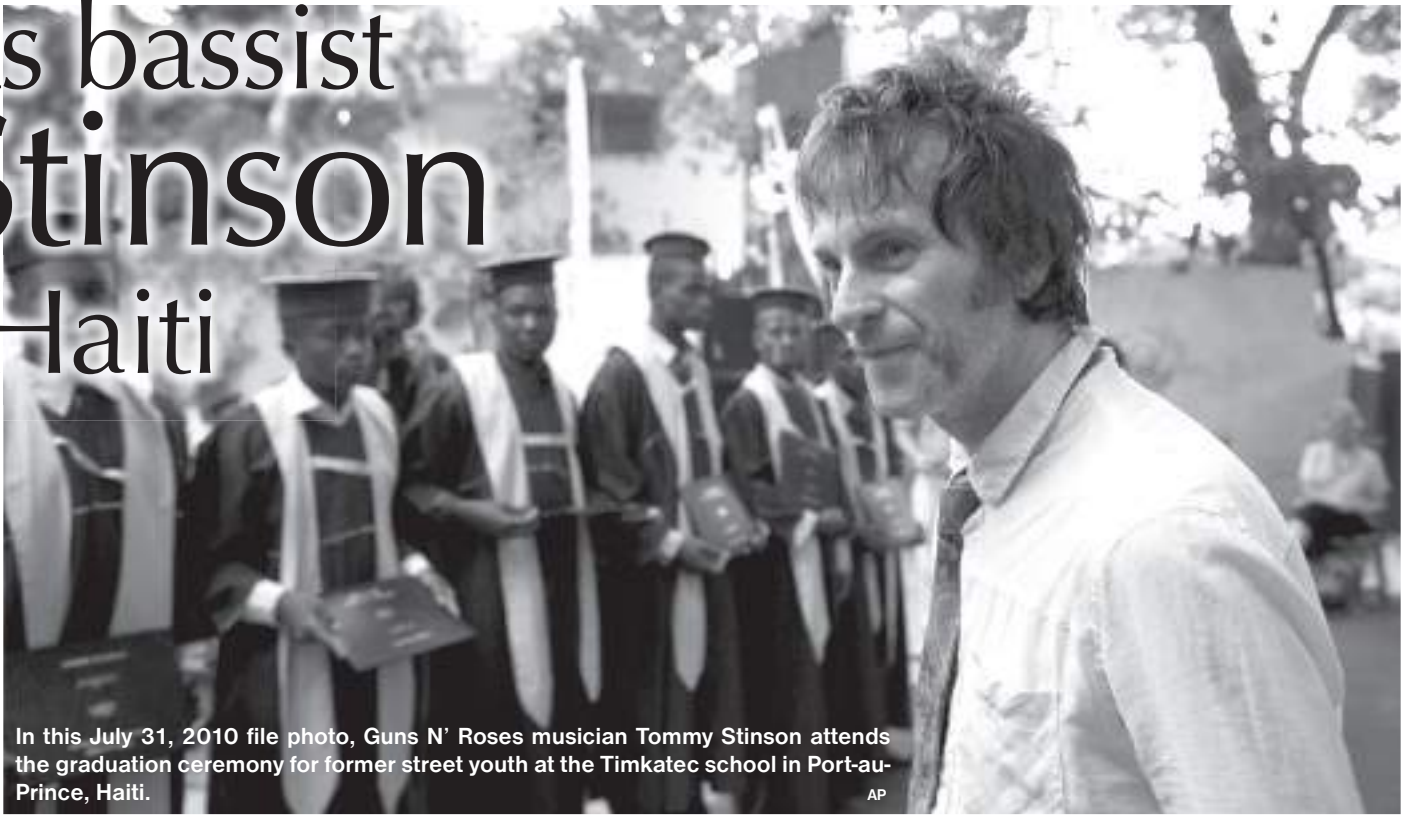 s bassist
Stinson
Haiti
In this July 31, 2010 file photo, Guns N’ Roses musician Tommy Stinson attends
the graduation ceremony for former street youth at the Timkatec school in Port-au-
Prince, Haiti.
AP